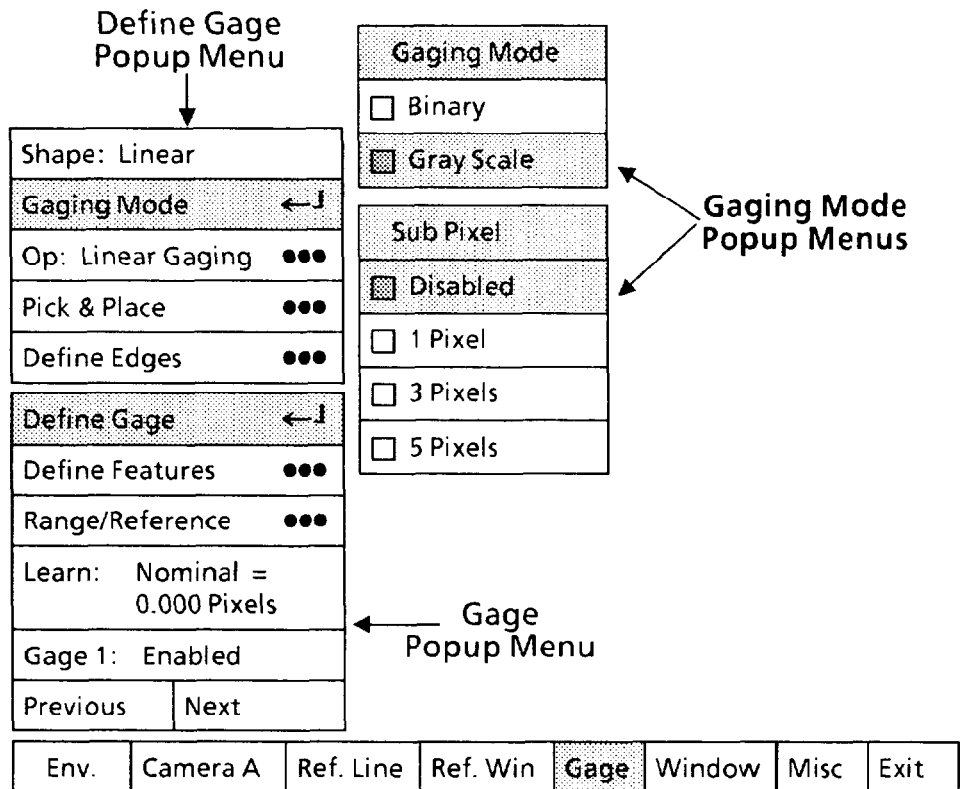 Define Gage
Popup Menu
Gaging Mode
Binary
Gray Scale
Shape: Linear
Gaging Mode
Op: Linear Gaging
Pick & Place
Define Edges
Sub Pixel
Disabled
1 Pixel
3 Pixels
5 Pixels
Gaging Mode
Popup Menus
Define Gage
Define Features
Range/Reference
Learn: Nominal =
0.000 Pixels
Gage 1: Enabled
Previous Next
Gage
Popup Menu
Env. Camera A Ref. Line Ref. Win Gage Window Misc Exit